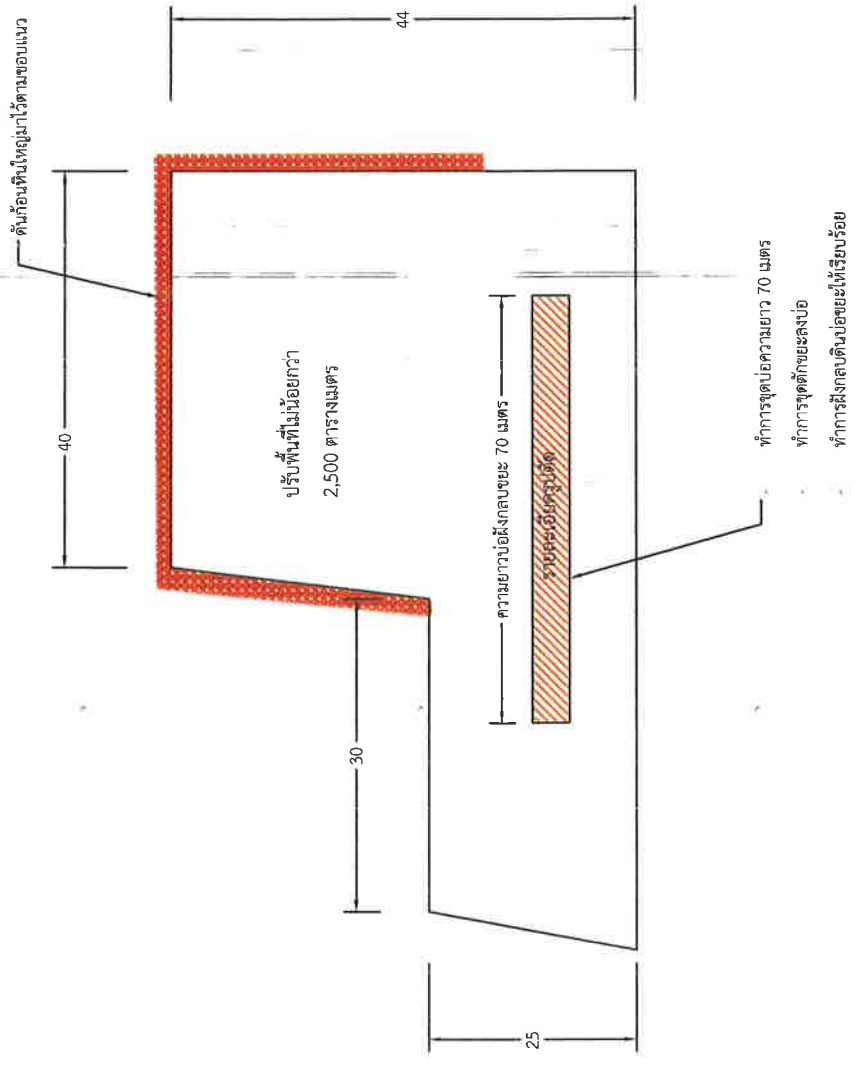 ดันก้อนหินใหญ่มาไว้ตามขอบแนว
40
44
ปรับพื้นที่ไม่น้อยกว่า
2,500 ตารางเมตร
ความยาวบ่อฝังกลบขยะ 70 เมตร
รายละเอียดรูปตัด
30
25
ทำการขุดบ่อความยาว 70 เมตร
ทำการขุดตักขยะลงบ่อ
ทำการฝังกลบดินบ่อขยะให้เรียบร้อย